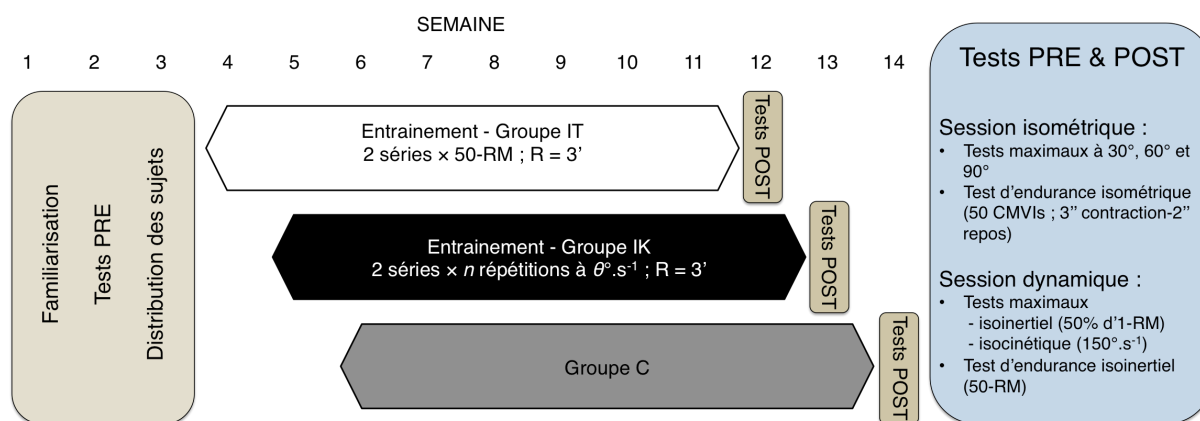 SEMAINE
1 2 3 4 5 6 7 8 9 10 11 12 13 14
Familiarisation
Tests PRE
Distribution des sujets
Entrainement - Groupe IT
2 séries × 50-RM ; R = 3’
Tests POST
Entrainement - Groupe IK
2 séries × n répétitions à θ°.s⁻¹ ; R = 3’
Tests POST
Groupe C
Tests POST
Tests PRE & POST
Session isométrique :
• Tests maximaux à 30°, 60° et
90°
• Test d’endurance isométrique
(50 CMVIs ; 3’’ contraction-2’’
repos)
Session dynamique :
• Tests maximaux
- isoinertiel (50% d’1-RM)
- isocinétique (150°.s⁻¹)
• Test d’endurance isoinertiel
(50-RM)